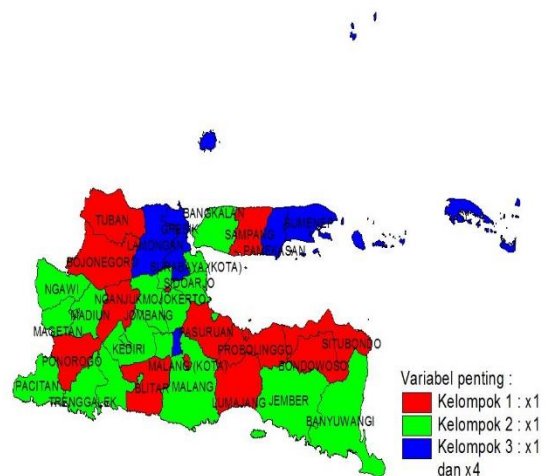 BANGKALAN
TUBAN
GRESIK
SUMENEP
LAMONGAN
SAMPANG
PAMEKASAN
BOJONEGORO
SURABAYA (KOTA)
SIDOARJO
NGAWI
NGANJUK
MOJOKERTO
MADIUN
JOMBANG
MAGETAN
PASURUAN
SITUBONDO
KEDIRI
PROBOLINGGO
PONOROGO
BONDOWOSO
MALANG (KOTA)
PACITAN
BLITAR
MALANG
LUMAJANG
JEMBER
TRENGGALEK
BANYUWANGI
Variabel penting :
Kelompok 1 : x1
Kelompok 2 : x1
Kelompok 3 : x1
dan x4